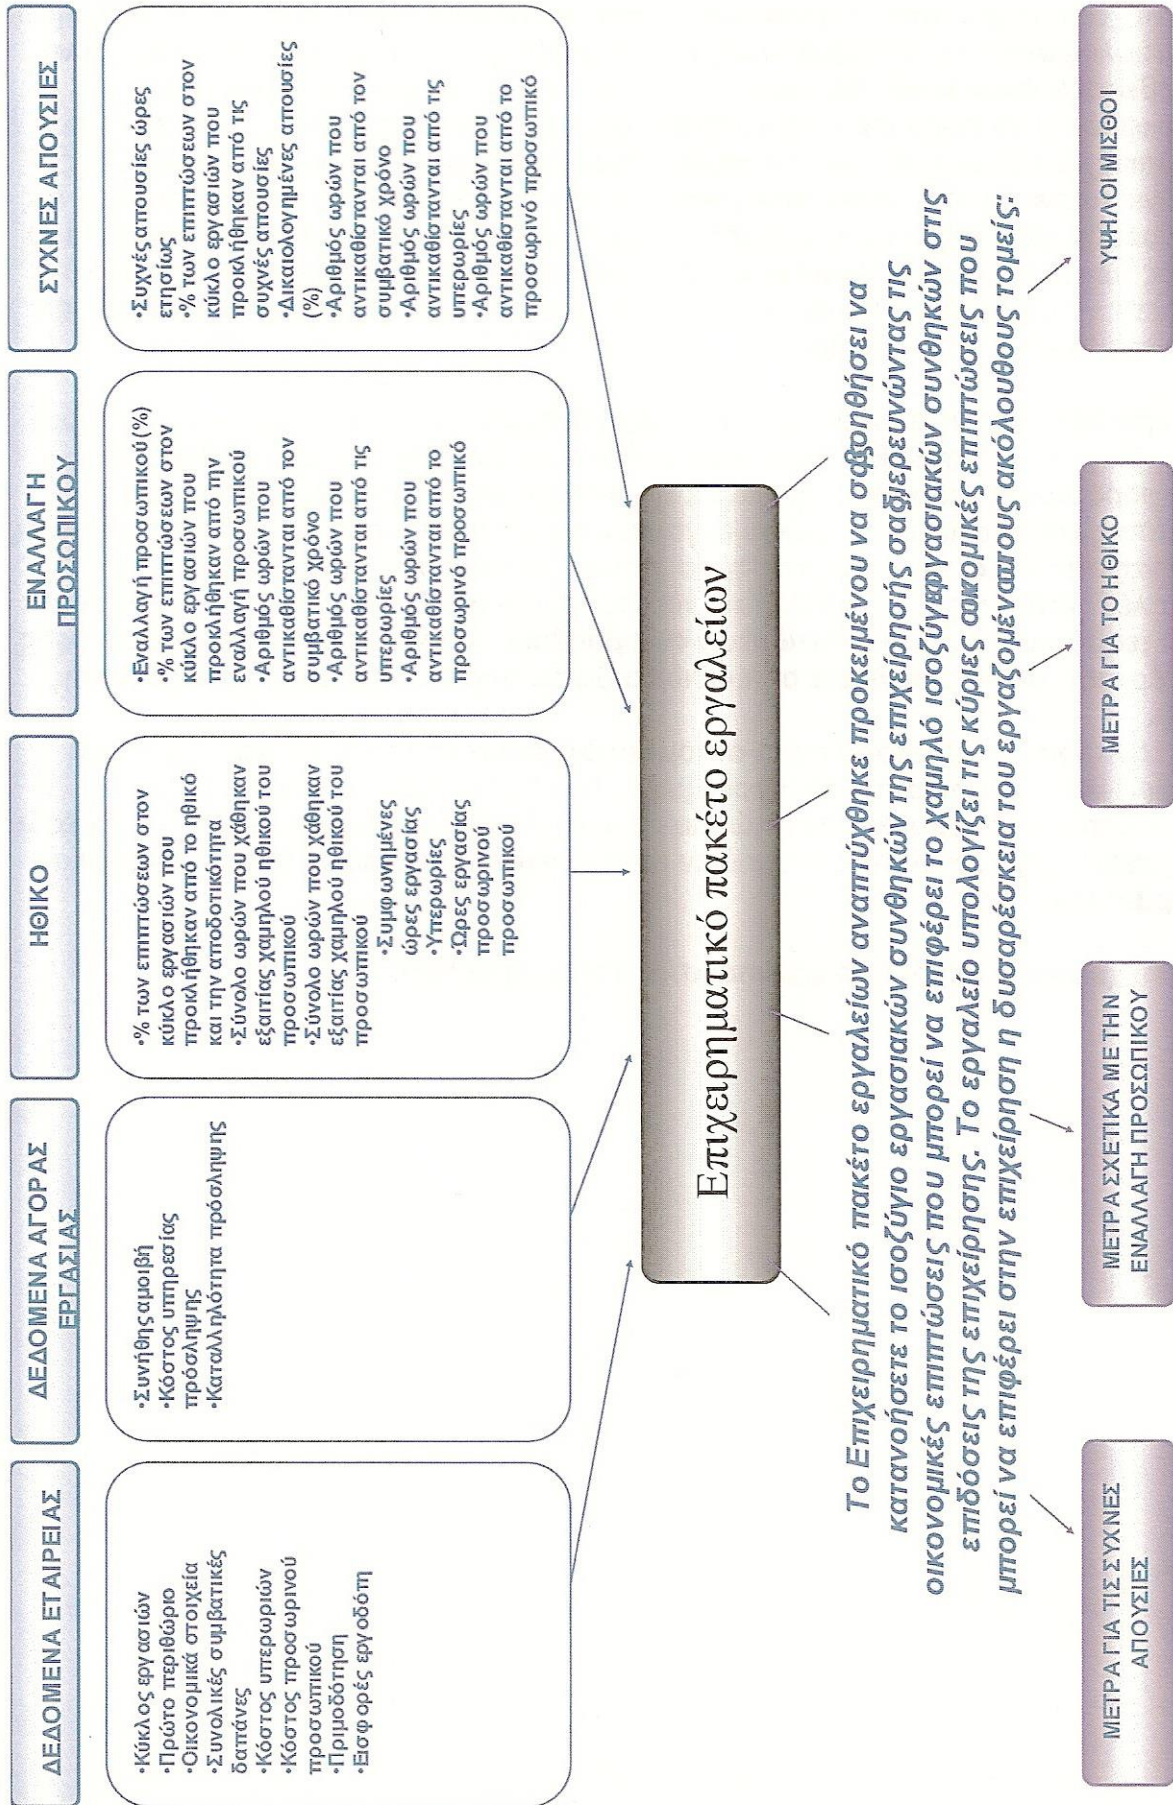 ΔΕΔΟΜΕΝΑ ΕΤΑΙΡΕΙΑΣ
•Κύκλος εργασιών
•Πρώτο περιθώριο
•Οικονομικά στοιχεία
•Συνολικές συμβατικές
δαπάνες
•Κόστος υπερωριών
•Κόστος προσωρινού
προσωπικού
•Πριμοδότηση
•Εισφορές εργοδότη
ΔΕΔΟΜΕΝΑ ΑΓΟΡΑΣ
ΕΡΓΑΣΙΑΣ
•Συνήθης αμοιβή
•Κόστος υπηρεσίας
πρόσληψης
•Καταλληλότητα πρόσληψης
ΗΘΙΚΟ
•% των επιπτώσεων στον
κύκλο εργασιών που
προκλήθηκαν από το ηθικό
και την αποδοτικότητα
•Σύνολο ωρών που χάθηκαν
εξαιτίας χαμηλού ηθικού του
προσωπικού
•Σύνολο ωρών που χάθηκαν
εξαιτίας χαμηλού ηθικού του
προσωπικού
•Συμφωνημένες
ώρες εργασίας
•Υπερωρίες
•Ώρες εργασίας
προσωρινού
προσωπικού
ΕΝΑΛΛΑΓΗ
ΠΡΟΣΩΠΙΚΟΥ
•Εναλλαγή προσωπικού (%)
•% των επιπτώσεων στον
κύκλο εργασιών που
προκλήθηκαν από την
εναλαγή προσωπικού
•Αριθμός ωρών που
αντικαθίστανται από τον
συμβατικό χρόνο
•Αριθμός ωρών που
αντικαθίστανται από τις
υπερωρίες
•Αριθμός ωρών που
αντικαθίστανται από το
προσωρινό προσωπικό
ΣΥΧΝΕΣ ΑΠΟΥΣΙΕΣ
•Συχνές απουσίες ώρες
ετησίως
•% των επιπτώσεων στον
κύκλο εργασιών που
προκλήθηκαν από τις
συχνές απουσίες
•Δικαιολογημένες απουσίες
(%)
•Αριθμός ωρών που
αντικαθίστανται από τον
συμβατικό χρόνο
•Αριθμός ωρών που
αντικαθίστανται από τις
υπερωρίες
•Αριθμός ωρών που
αντικαθίστανται από το
προσωρινό προσωπικό
Επιχειρηματικό πακέτο εργαλείων
Το Επιχειρηματικό πακέτο εργαλείων αναπτύχθηκε προκειμένου να σας βοηθήσει να
κατανοήσετε το ισοζύγιο εργασιακών συνθηκών της επιχείρησής σας διερευνώντας τις
οικονομικές επιπτώσεις που μπορεί να επιφέρει το χαμηλό ισοζύγιο εργασιακών συνθηκών στις
επιδόσεις της επιχείρησης. Το εργαλείο υπολογίζει τις κύριες οικονομικές επιπτώσεις που
μπορεί να επιφέρει στην επιχείρηση η δυσαρέσκεια του εργαζομένου στους ακόλουθους τομείς:
ΜΕΤΡΑ ΓΙΑ ΤΙΣ ΣΥΧΝΕΣ
ΑΠΟΥΣΙΕΣ
ΜΕΤΡΑ ΣΧΕΤΙΚΑ ΜΕ ΤΗΝ
ΕΝΑΛΛΑΓΗ ΠΡΟΣΩΠΙΚΟΥ
ΜΕΤΡΑ ΓΙΑ ΤΟ ΗΘΙΚΟ
ΥΨΗΛΟΙ ΜΙΣΘΟΙ